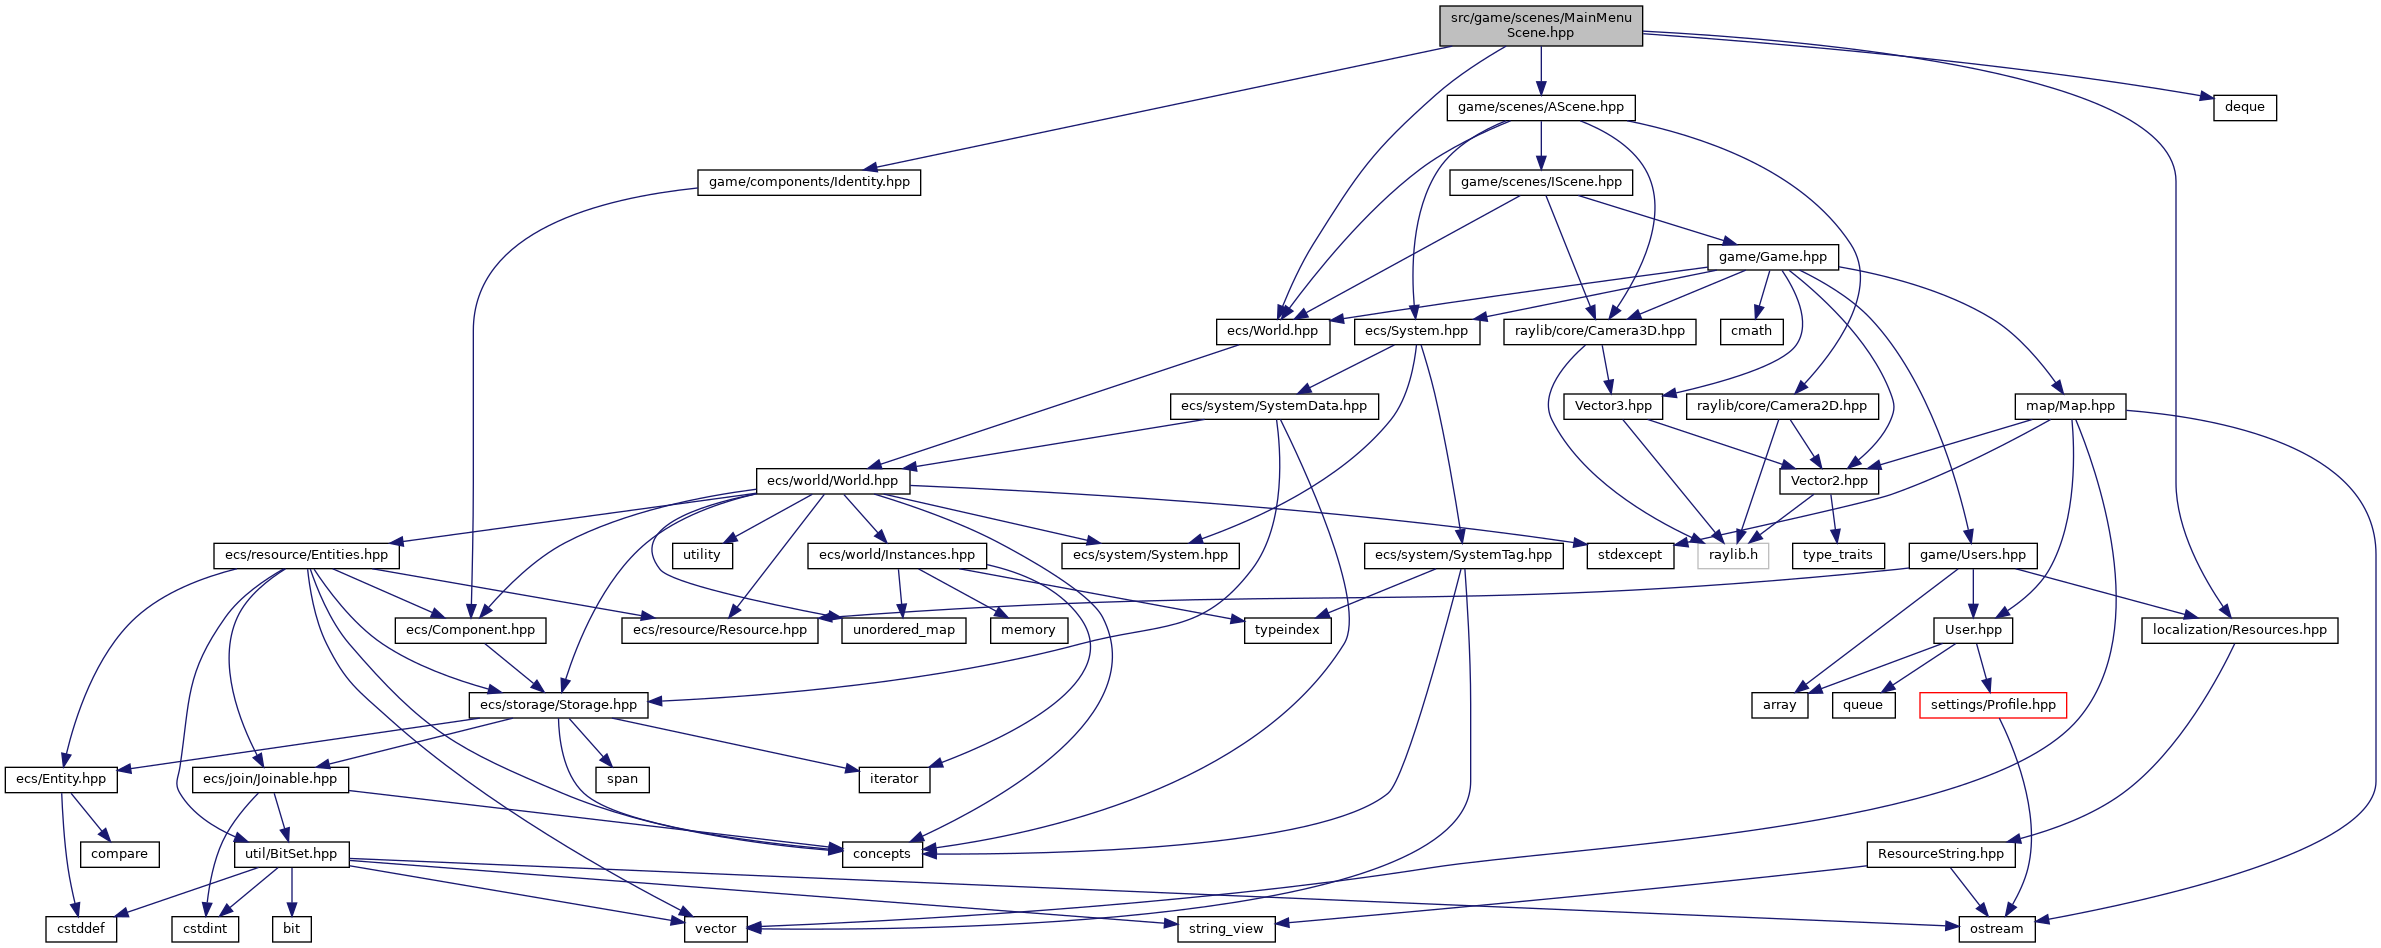 src/game/scenes/MainMenu
Scene.hpp
game/scenes/AScene.hpp
deque
game/components/Identity.hpp
game/scenes/IScene.hpp
game/Game.hpp
ecs/World.hpp
ecs/System.hpp
raylib/core/Camera3D.hpp
cmath
ecs/system/SystemData.hpp
Vector3.hpp
raylib/core/Camera2D.hpp
map/Map.hpp
ecs/world/World.hpp
Vector2.hpp
ecs/resource/Entities.hpp
utility
ecs/world/Instances.hpp
ecs/system/System.hpp
ecs/system/SystemTag.hpp
stdexcept
raylib.h
type_traits
game/Users.hpp
ecs/Component.hpp
ecs/resource/Resource.hpp
unordered_map
memory
typeindex
User.hpp
localization/Resources.hpp
ecs/storage/Storage.hpp
array
queue
settings/Profile.hpp
ecs/Entity.hpp
ecs/join/Joinable.hpp
span
iterator
compare
util/BitSet.hpp
concepts
ResourceString.hpp
cstddef
cstdint
bit
vector
string_view
ostream